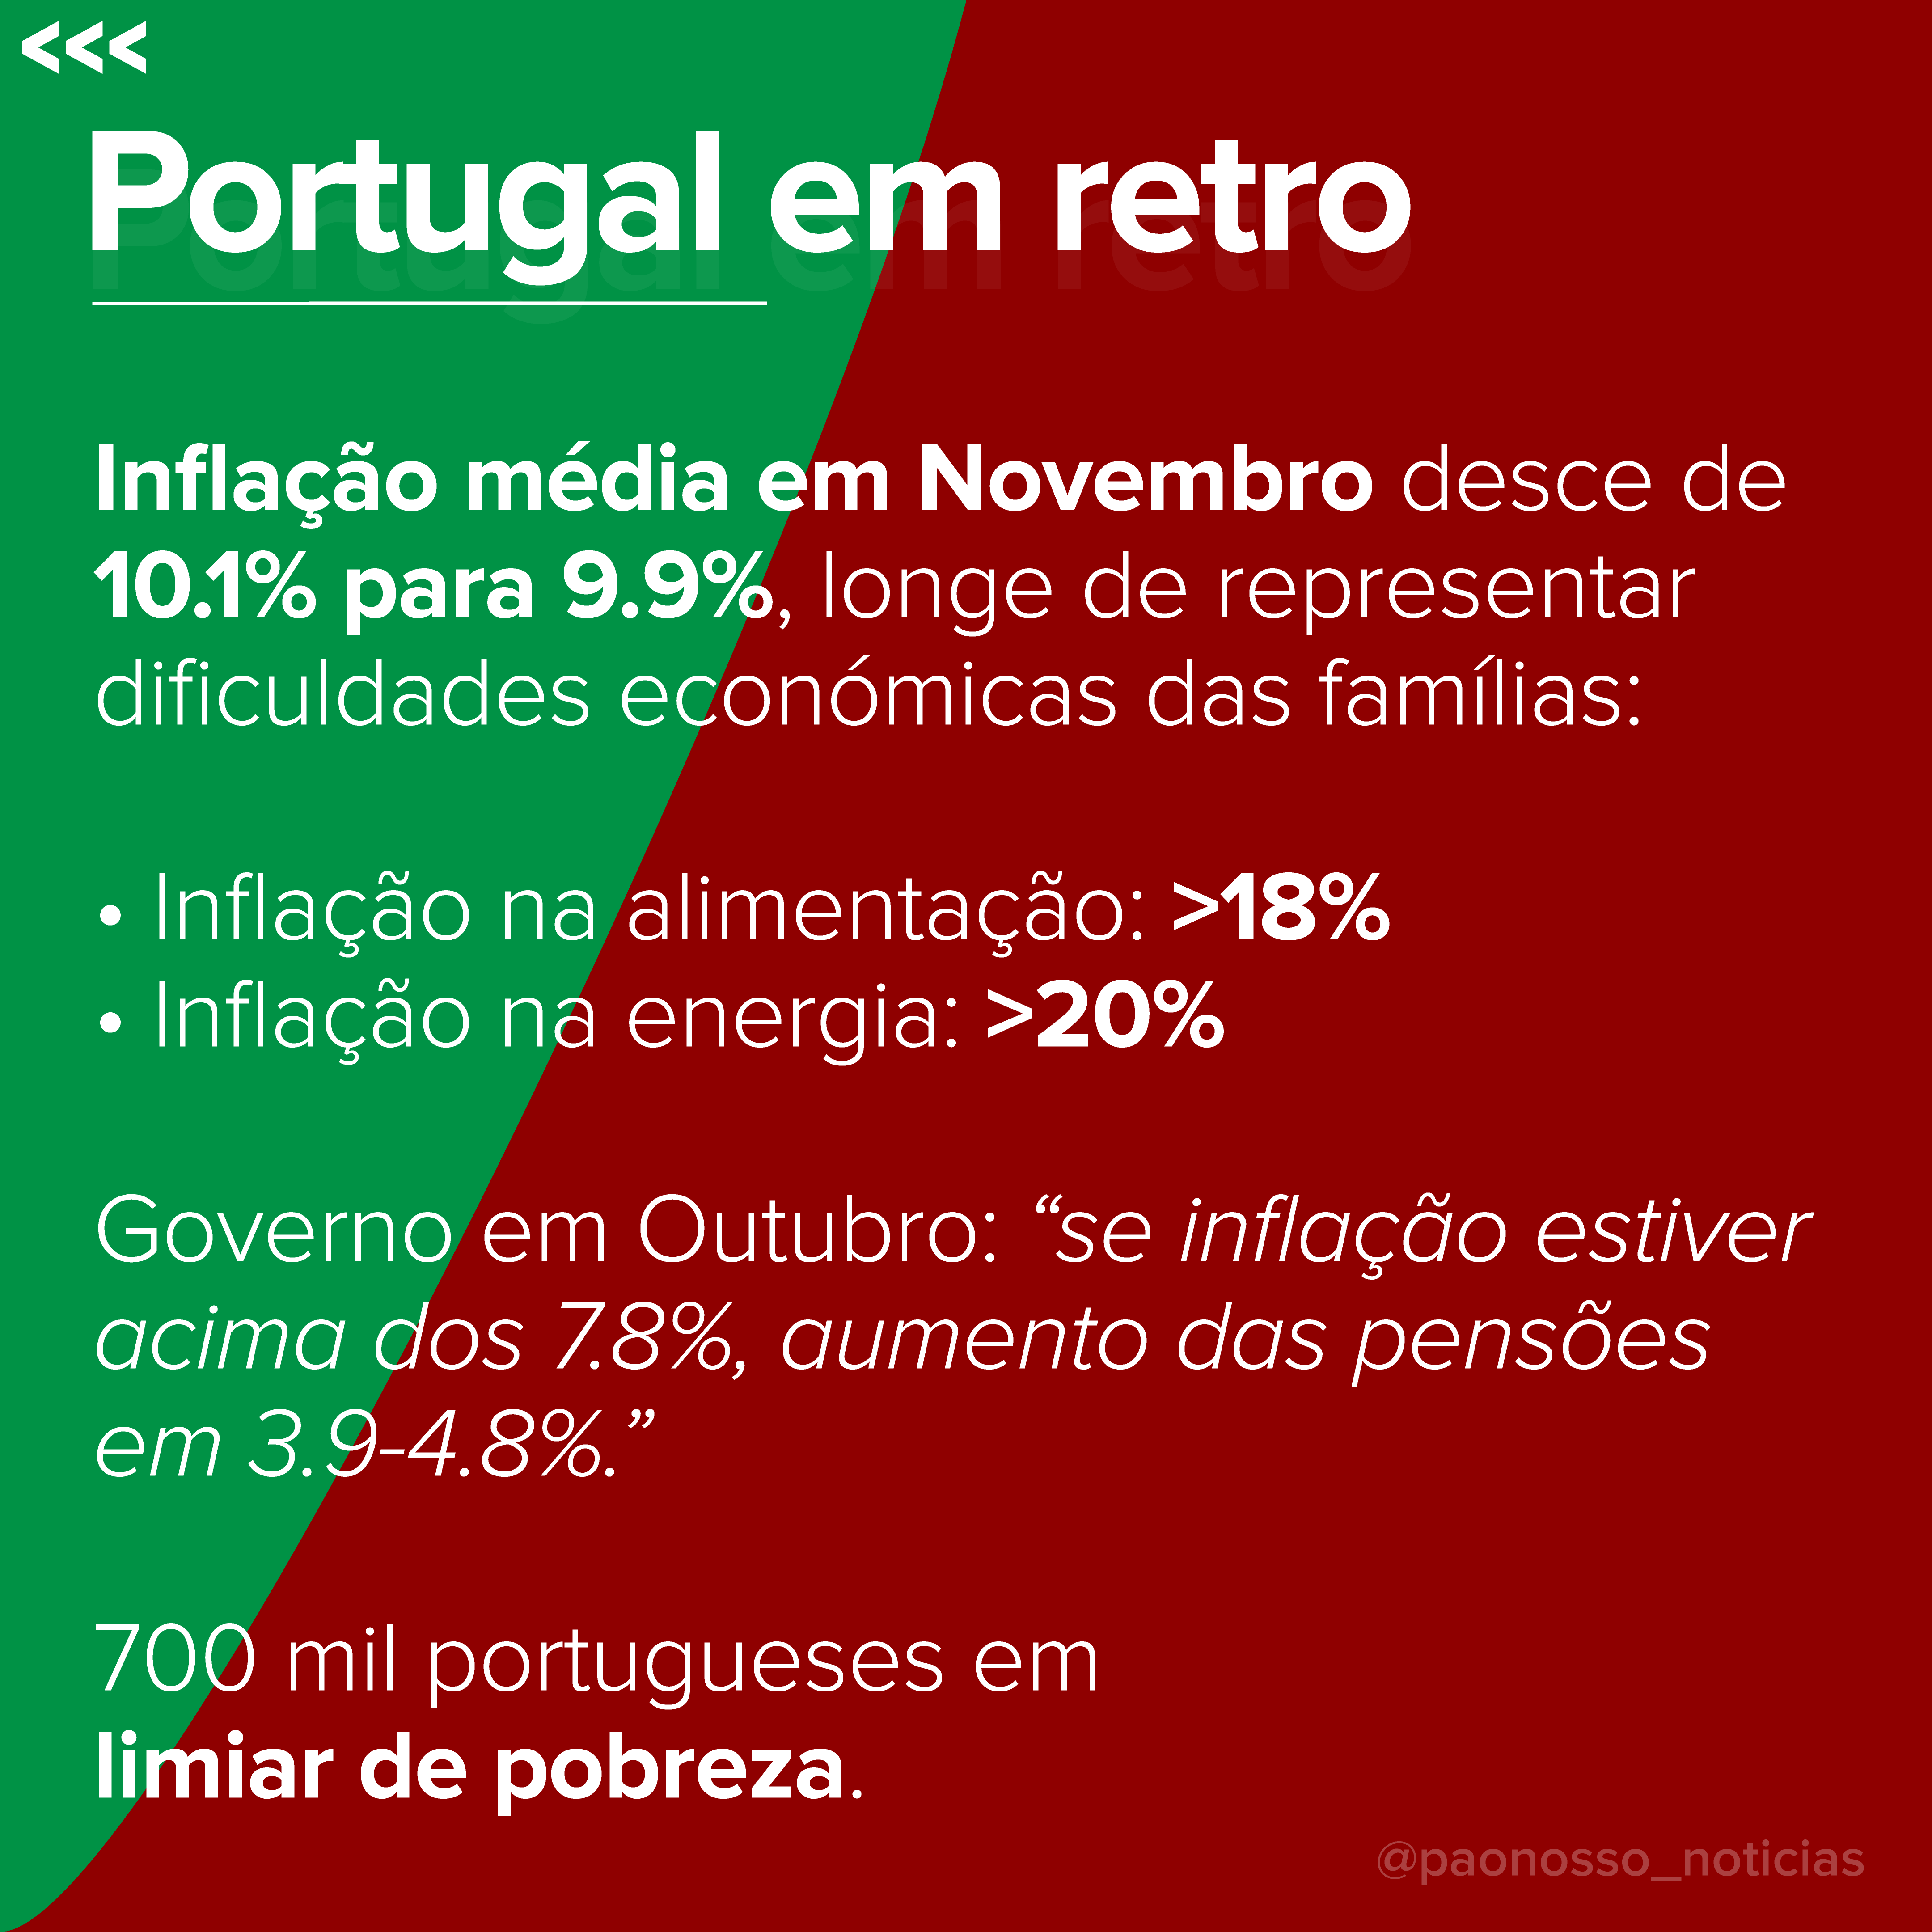 <<<
Portugal em retro
Inflação média em Novembro desce de
10.1% para 9.9%, longe de representar
dificuldades económicas das famílias:
• Inflação na alimentação: >18%
• Inflação na energia: >20%
Governo em Outubro: “se inflação estiver
acima dos 7.8%, aumento das pensões
em 3.9-4.8%.”
700 mil portugueses em
limiar de pobreza.
@paonosso_noticias